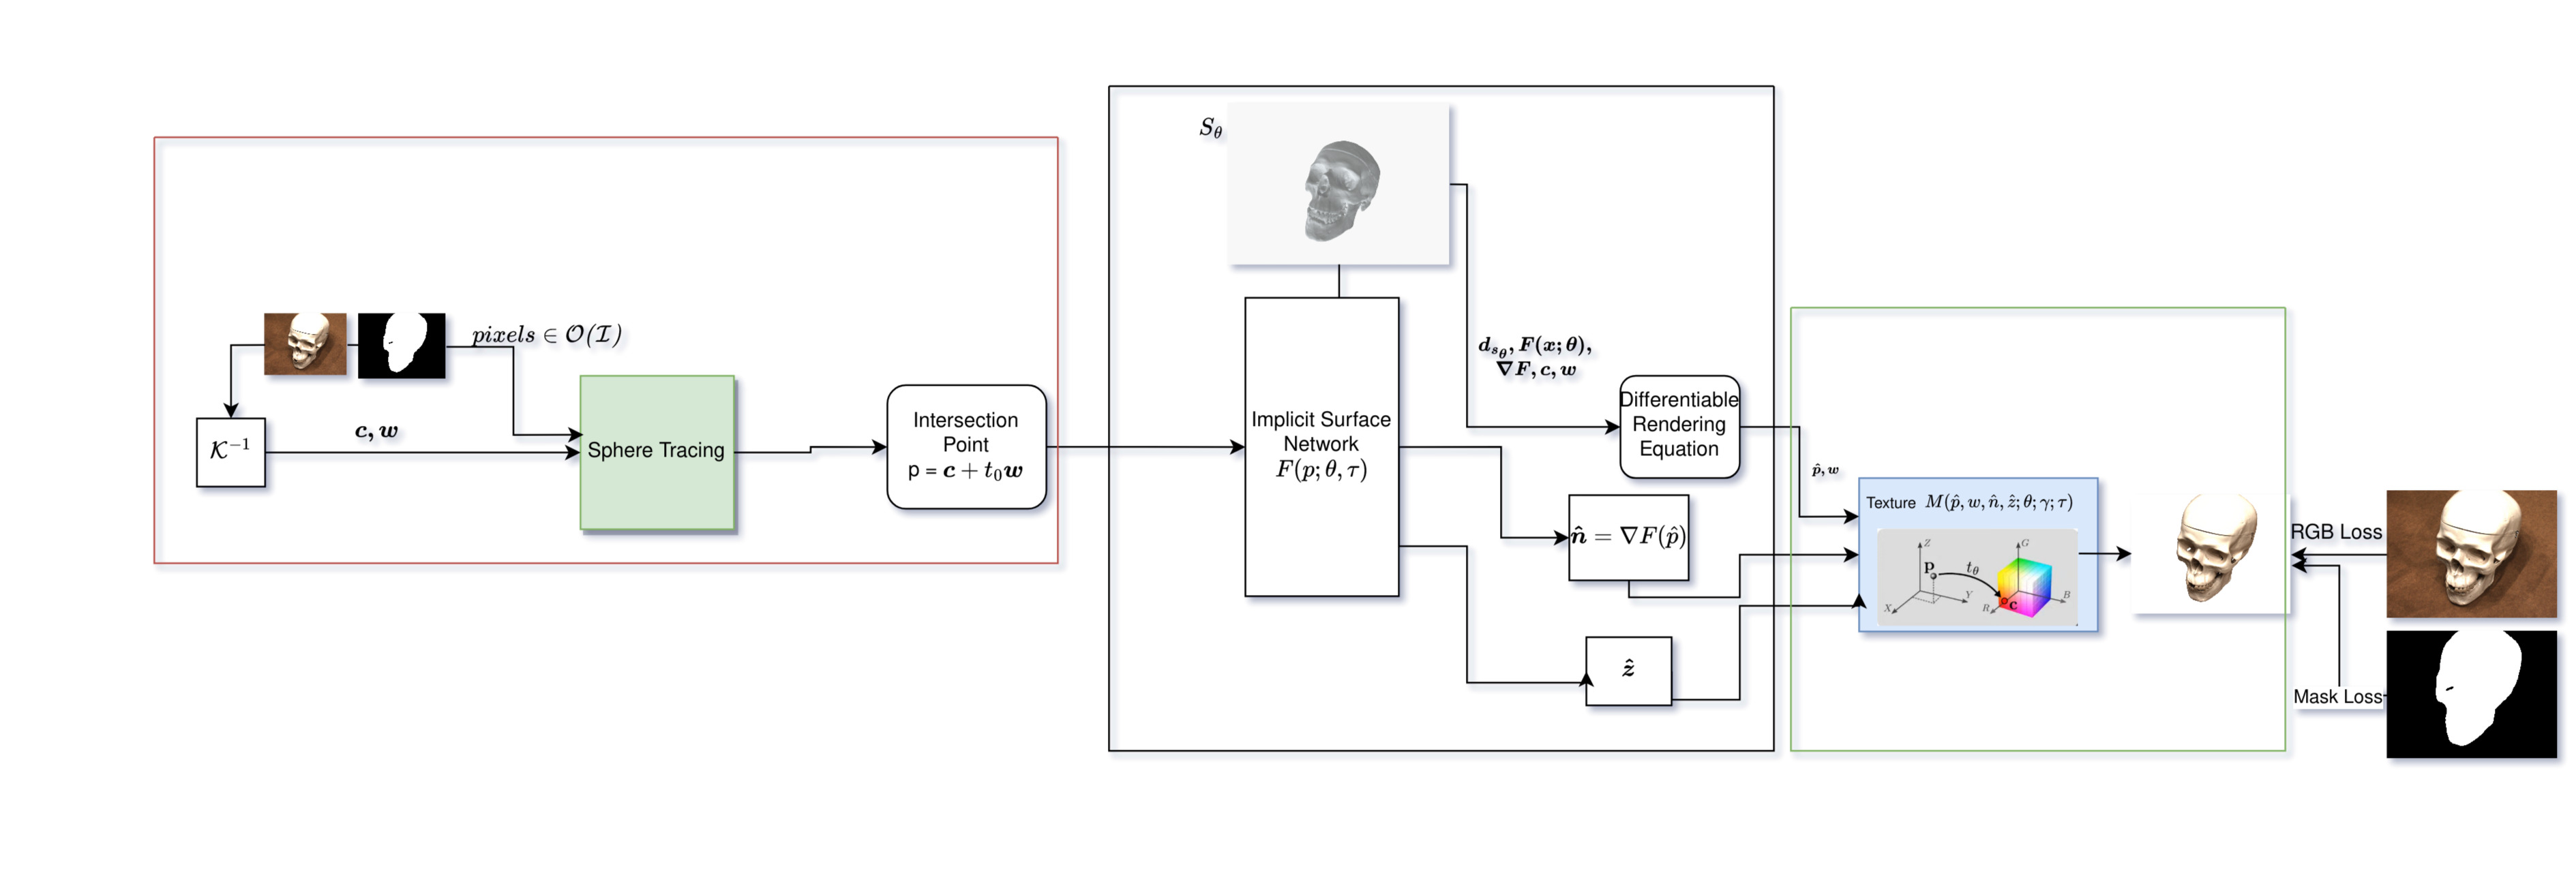 $pixels \in \mathcal{O}(\mathcal{I})$
$\mathcal{K}^{-1}$
$\boldsymbol{c}, \boldsymbol{w}$
Sphere Tracing
Intersection
Point
p = $\boldsymbol{c} + t_0\boldsymbol{w}$
$S_\theta$
Implicit Surface
Network
$F(p; \theta, \tau)$
$\boldsymbol{d}_{\boldsymbol{s}_\theta}, \boldsymbol{F}(\boldsymbol{x}; \boldsymbol{\theta}),$
$\boldsymbol{\nabla F}, \boldsymbol{c}, \boldsymbol{w}$
Differentiable
Rendering
Equation
$\hat{\boldsymbol{n}} = \nabla F(\hat{p})$
$\hat{\boldsymbol{z}}$
$\hat{p}, w$
Texture $M(\hat{p}, w, \hat{n}, \hat{z}; \theta; \gamma; \tau)$
Z
G
p
$t_\theta$
X
Y
R
c
B
RGB Loss
Mask Loss